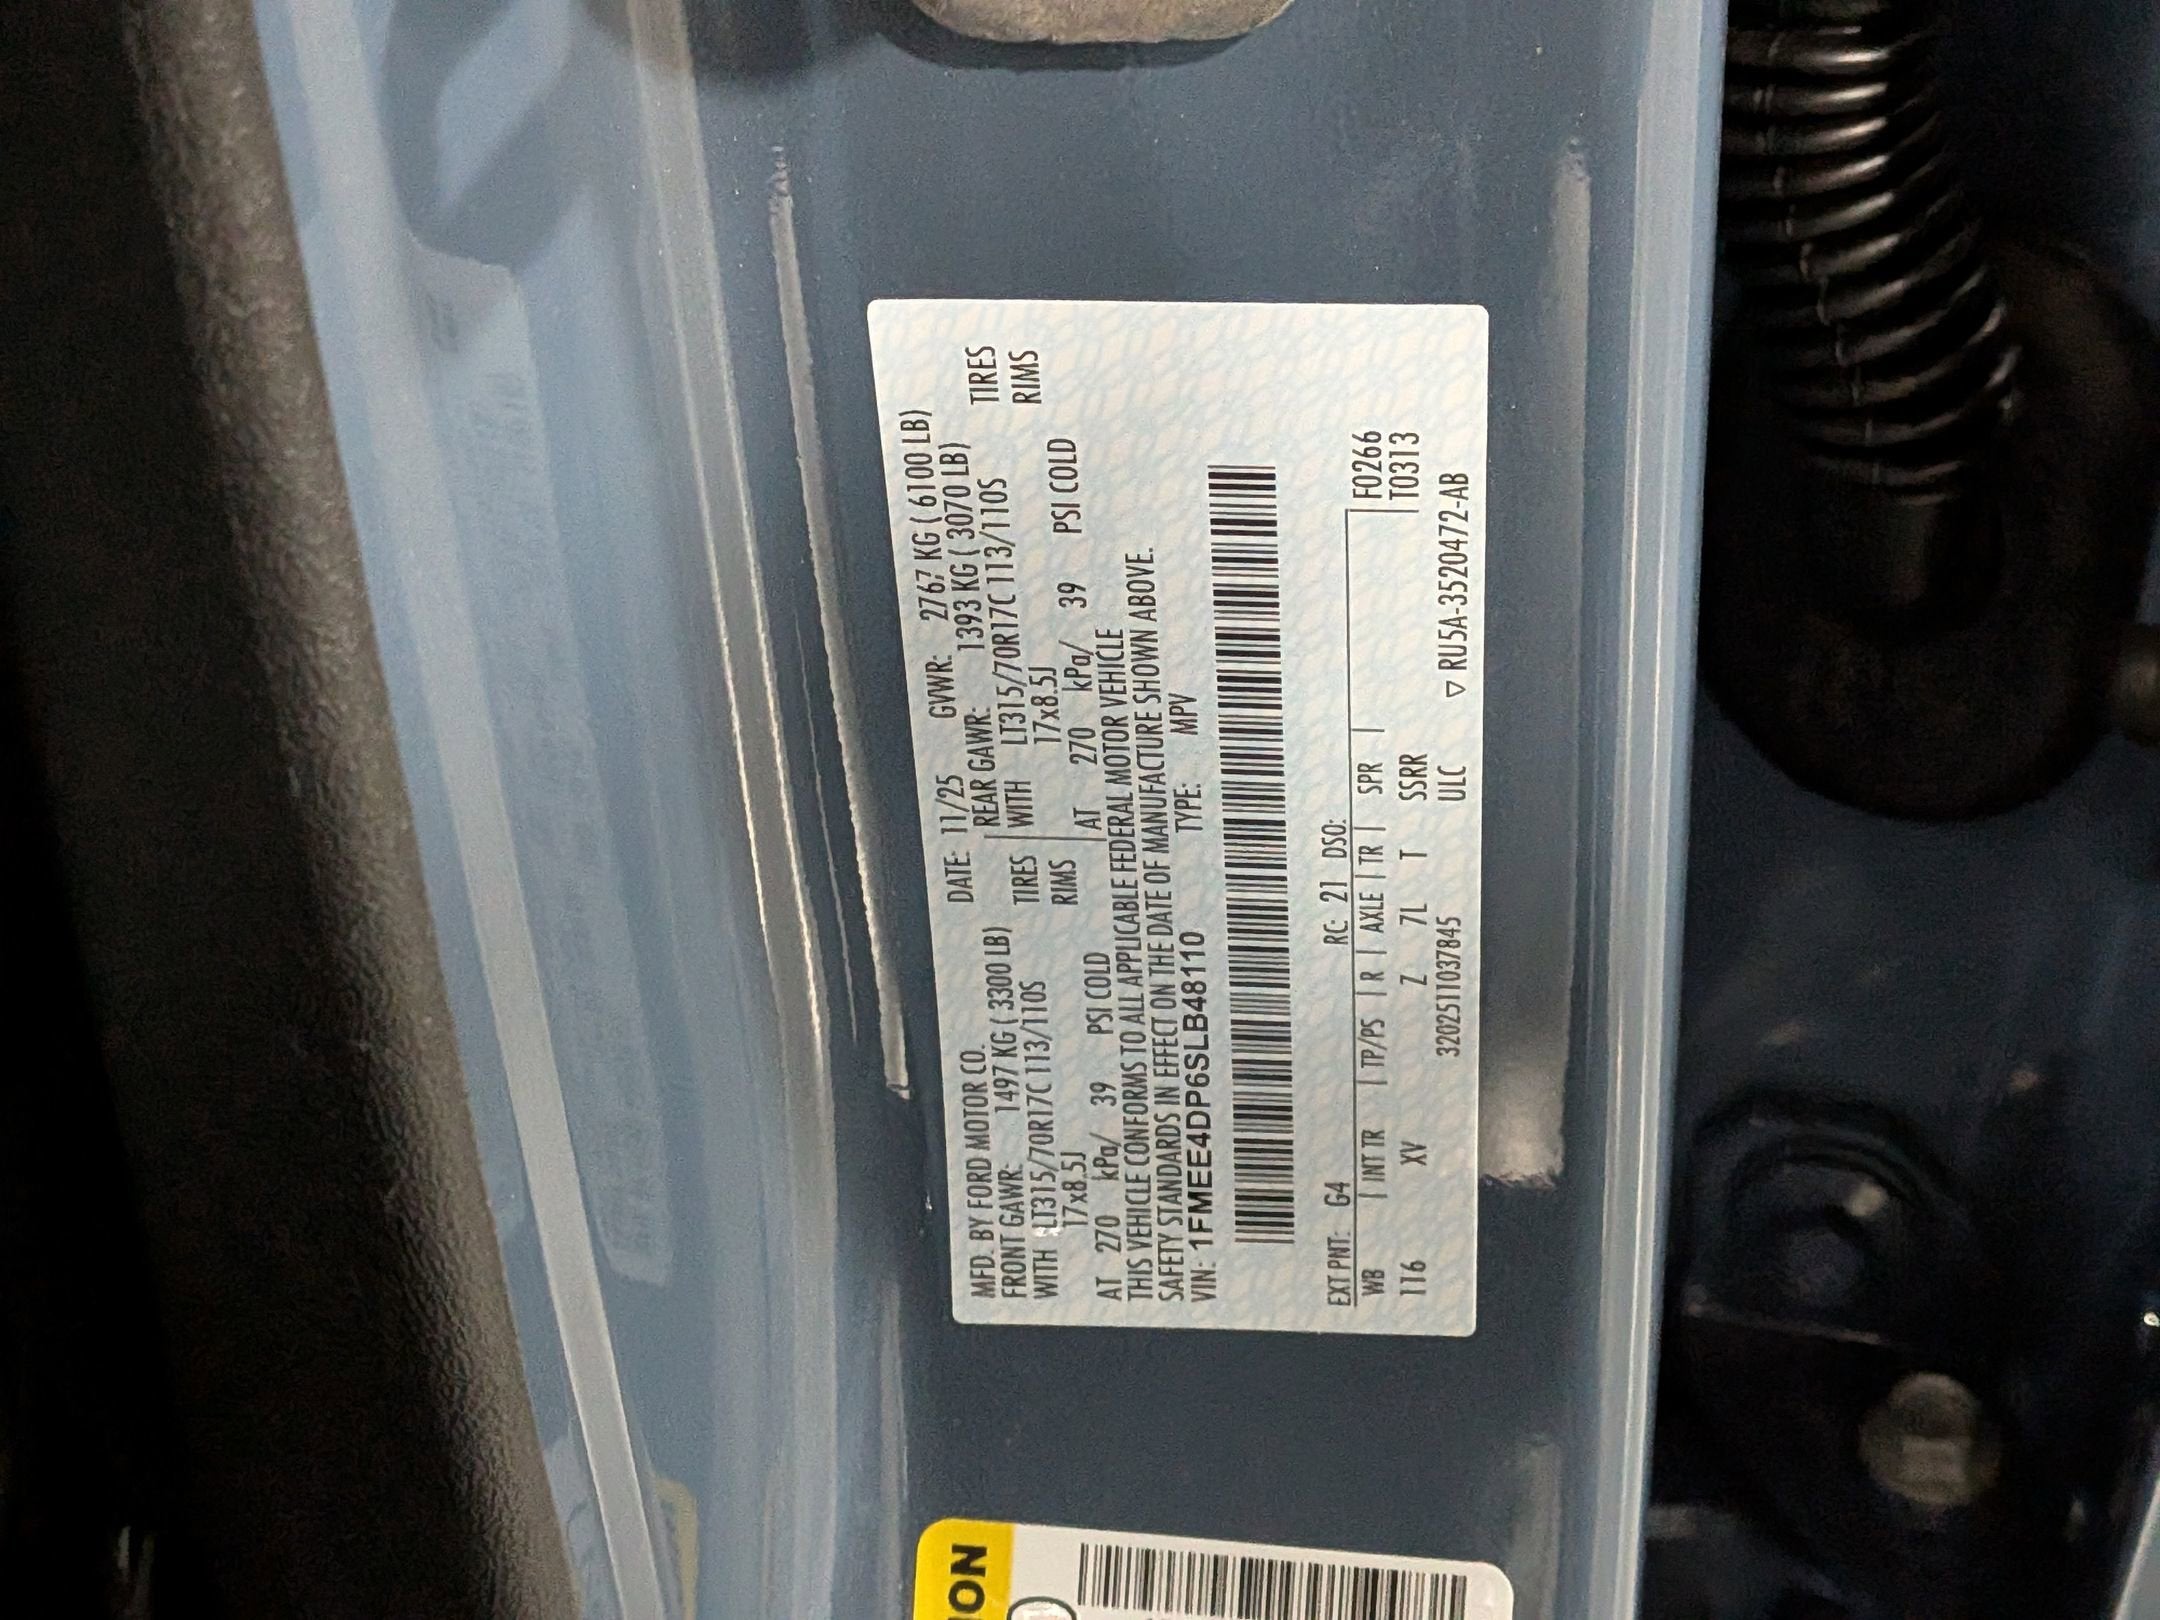 MFD. BY FORD MOTOR CO. DATE: 11/25 GVWR: 2767 KG ( 6100 LB)
FRONT GAWR: 1497 KG ( 3300 LB) REAR GAWR: 1393 KG ( 3070 LB)
WITH LT315/70R17C 113/110S TIRES WITH LT315/70R17C 113/110S TIRES
17x8.5J RIMS 17x8.5J RIMS
AT 270 kPa/ 39 PSI COLD AT 270 kPa/ 39 PSI COLD
THIS VEHICLE CONFORMS TO ALL APPLICABLE FEDERAL MOTOR VEHICLE
SAFETY STANDARDS IN EFFECT ON THE DATE OF MANUFACTURE SHOWN ABOVE.
VIN: 1FMEE4DP6SLB48110 TYPE: MPV
EXT PNT: G4 RC: 21 DSO:
WB | INT TR | TP/PS | R | AXLE | TR | SPR | F0266
116 XV Z 7L T SSRR T0313
3202511037845 ULC ▽ RU5A-3520472-AB